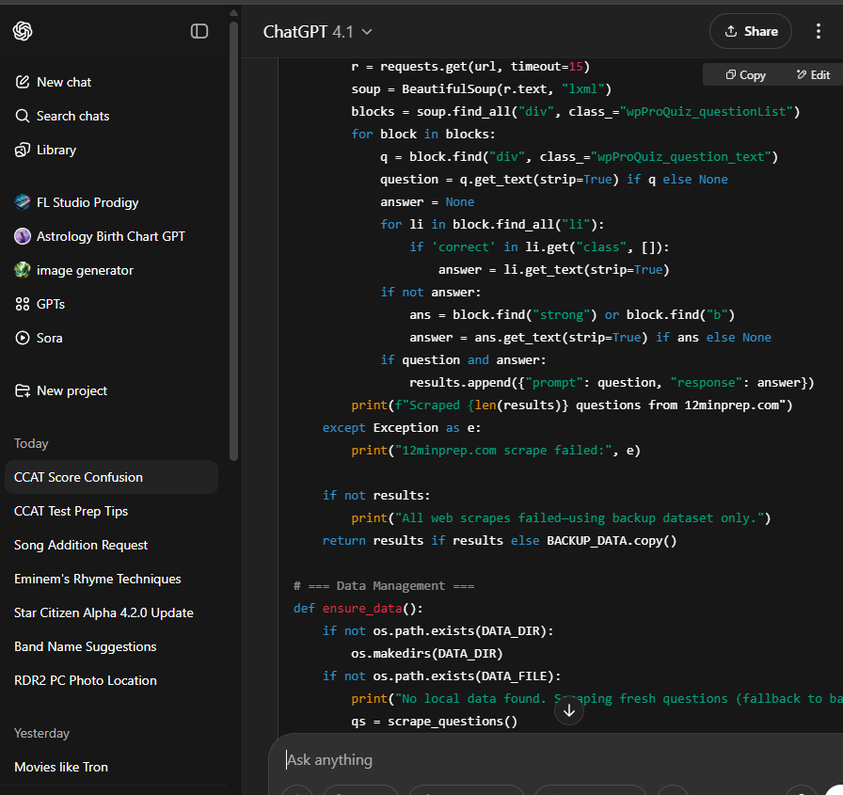 ChatGPT 4.1
Share
New chat
Search chats
Library
FL Studio Prodigy
Astrology Birth Chart GPT
image generator
GPTs
Sora
New project
Today
CCAT Score Confusion
CCAT Test Prep Tips
Song Addition Request
Eminem's Rhyme Techniques
Star Citizen Alpha 4.2.0 Update
Band Name Suggestions
RDR2 PC Photo Location
Yesterday
Movies like Tron
Copy
Edit
r = requests.get(url, timeout=15)
soup = BeautifulSoup(r.text, "lxml")
blocks = soup.find_all("div", class_="wpProQuiz_questionList")
for block in blocks:
q = block.find("div", class_="wpProQuiz_question_text")
question = q.get_text(strip=True) if q else None
answer = None
for li in block.find_all("li"):
if 'correct' in li.get("class", []):
answer = li.get_text(strip=True)
if not answer:
ans = block.find("strong") or block.find("b")
answer = ans.get_text(strip=True) if ans else None
if question and answer:
results.append({"prompt": question, "response": answer})
print(f"Scraped {len(results)} questions from 12minprep.com")
except Exception as e:
print("12minprep.com scrape failed:", e)
if not results:
print("All web scrapes failed—using backup dataset only.")
return results if results else BACKUP_DATA.copy()
# === Data Management ===
def ensure_data():
if not os.path.exists(DATA_DIR):
os.makedirs(DATA_DIR)
if not os.path.exists(DATA_FILE):
print("No local data found. Scraping fresh questions (fallback to ba
qs = scrape_questions()
Ask anything